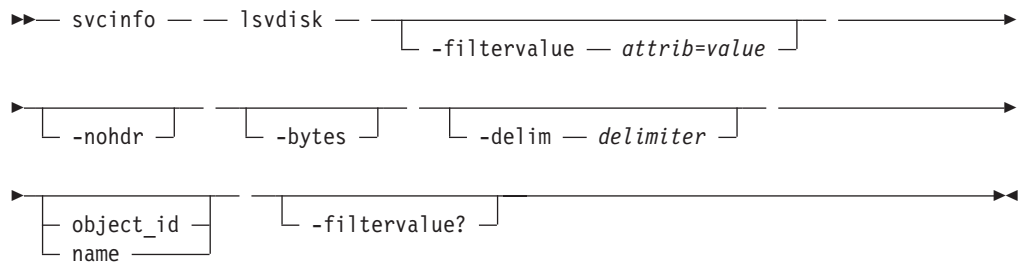 svcinfo lsvdisk
-filtervalue attrib=value
-nohdr -bytes -delim delimiter
object_id -filtervalue?
name